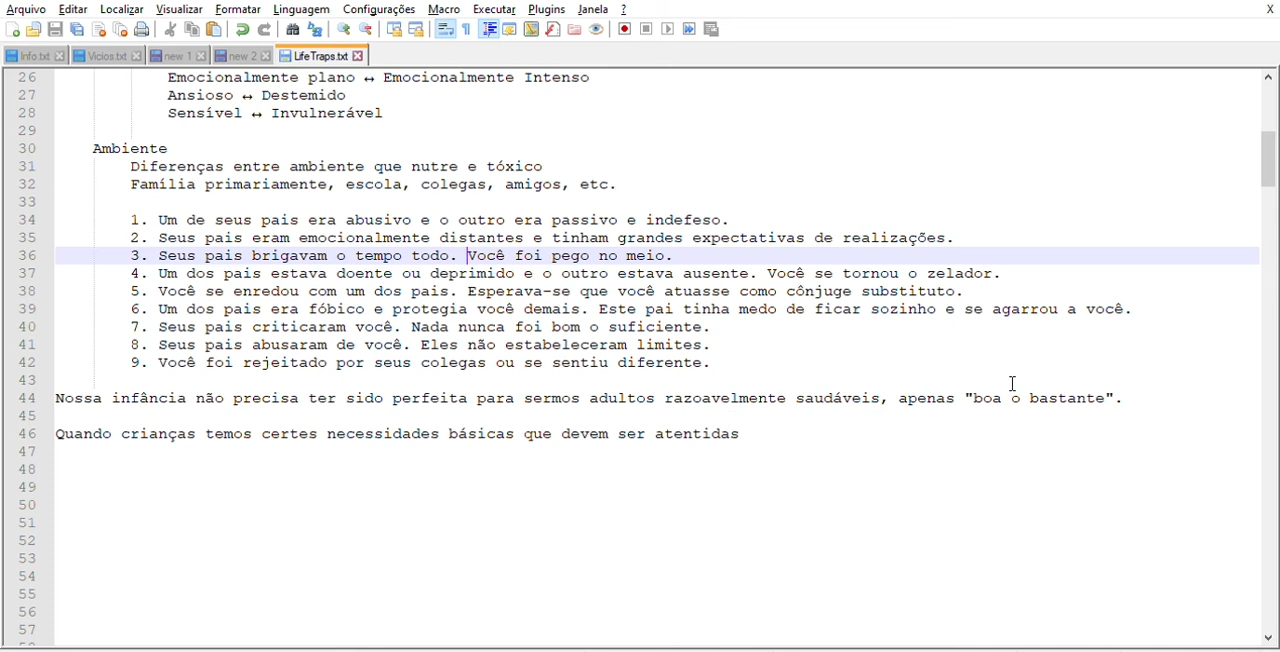 Arquivo Editar Localizar Visualizar Formatar Linguagem Configurações Macro Executar Plugins Janela ? X
Info.txt Vicios.txt new 1 new 2 LifeTraps.txt
26 Emocionalmente plano ↔ Emocionalmente Intenso
27 Ansioso ↔ Destemido
28 Sensível ↔ Invulnerável
29
30 Ambiente
31 Diferenças entre ambiente que nutre e tóxico
32 Família primariamente, escola, colegas, amigos, etc.
33
34 1. Um de seus pais era abusivo e o outro era passivo e indefeso.
35 2. Seus pais eram emocionalmente distantes e tinham grandes expectativas de realizações.
36 3. Seus pais brigavam o tempo todo. Você foi pego no meio.
37 4. Um dos pais estava doente ou deprimido e o outro estava ausente. Você se tornou o zelador.
38 5. Você se enredou com um dos pais. Esperava-se que você atuasse como cônjuge substituto.
39 6. Um dos pais era fóbico e protegia você demais. Este pai tinha medo de ficar sozinho e se agarrou a você.
40 7. Seus pais criticaram você. Nada nunca foi bom o suficiente.
41 8. Seus pais abusaram de você. Eles não estabeleceram limites.
42 9. Você foi rejeitado por seus colegas ou se sentiu diferente.
43
44 Nossa infância não precisa ter sido perfeita para sermos adultos razoavelmente saudáveis, apenas "boa o bastante".
45
46 Quando crianças temos certes necessidades básicas que devem ser atentidas
47
48
49
50
51
52
53
54
55
56
57